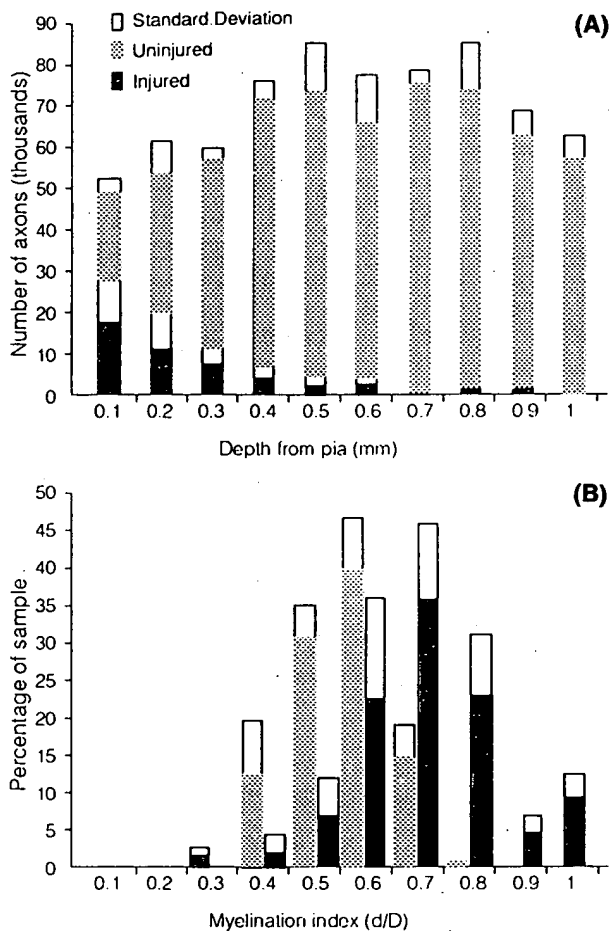 (A)
Standard Deviation
Uninjured
Injured
Number of axons (thousands)
90
80
70
60
50
40
30
20
10
0
0.1 0.2 0.3 0.4 0.5 0.6 0.7 0.8 0.9 1
Depth from pia (mm)
(B)
Percentage of sample
50
45
40
35
30
25
20
15
10
5
0
0.1 0.2 0.3 0.4 0.5 0.6 0.7 0.8 0.9 1
Myelination index (d/D)